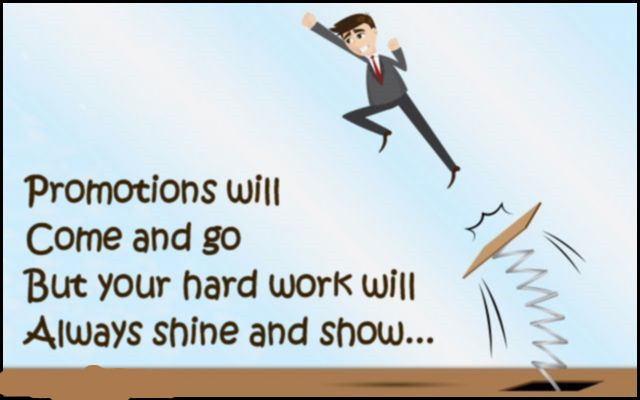 Promotions will
Come and go
But your hard work will
Always shine and show...